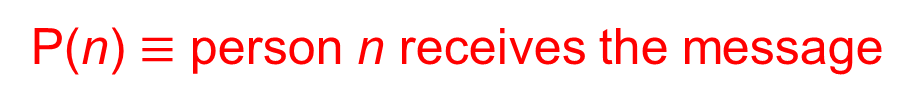 P(n) ≡ person n receives the message